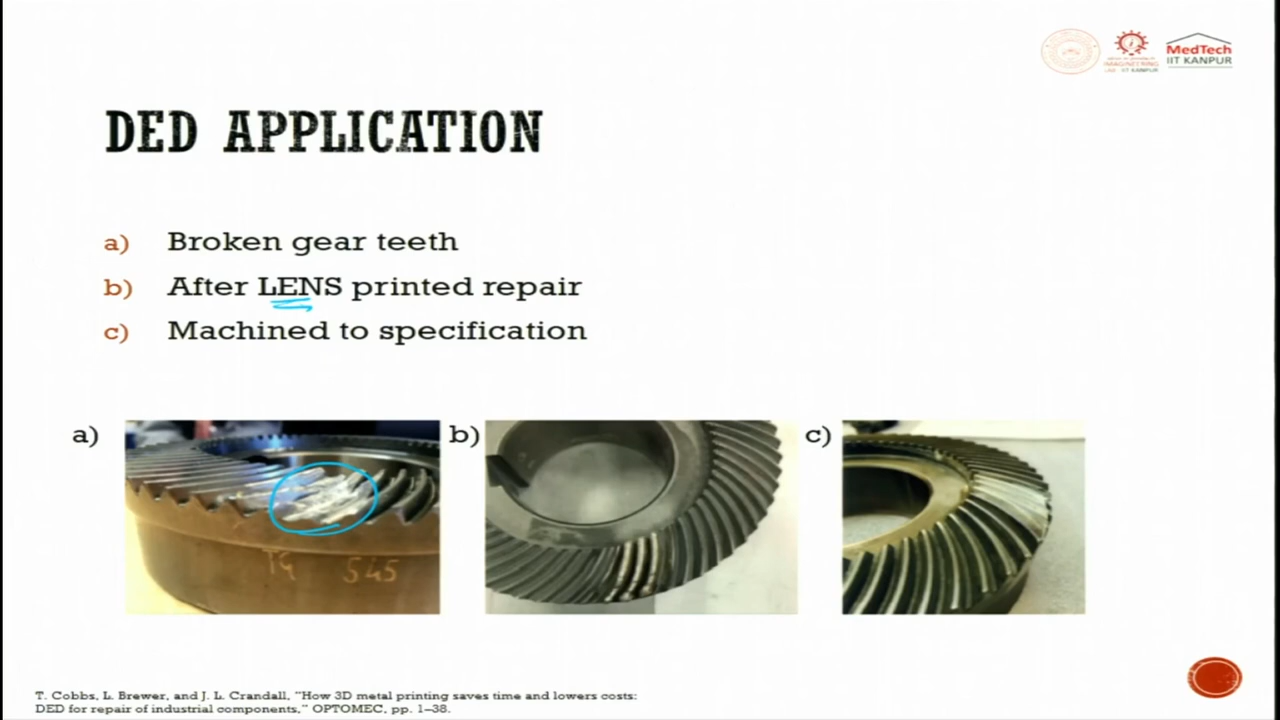 MedTech
IIT KANPUR
DED APPLICATION
a) Broken gear teeth
b) After LENS printed repair
c) Machined to specification
a)
b)
c)
545
T. Cobbs, L. Brewer, and J. L. Crandall, "How 3D metal printing saves time and lowers costs:
DED for repair of industrial components," OPTOMEC, pp. 1–38.